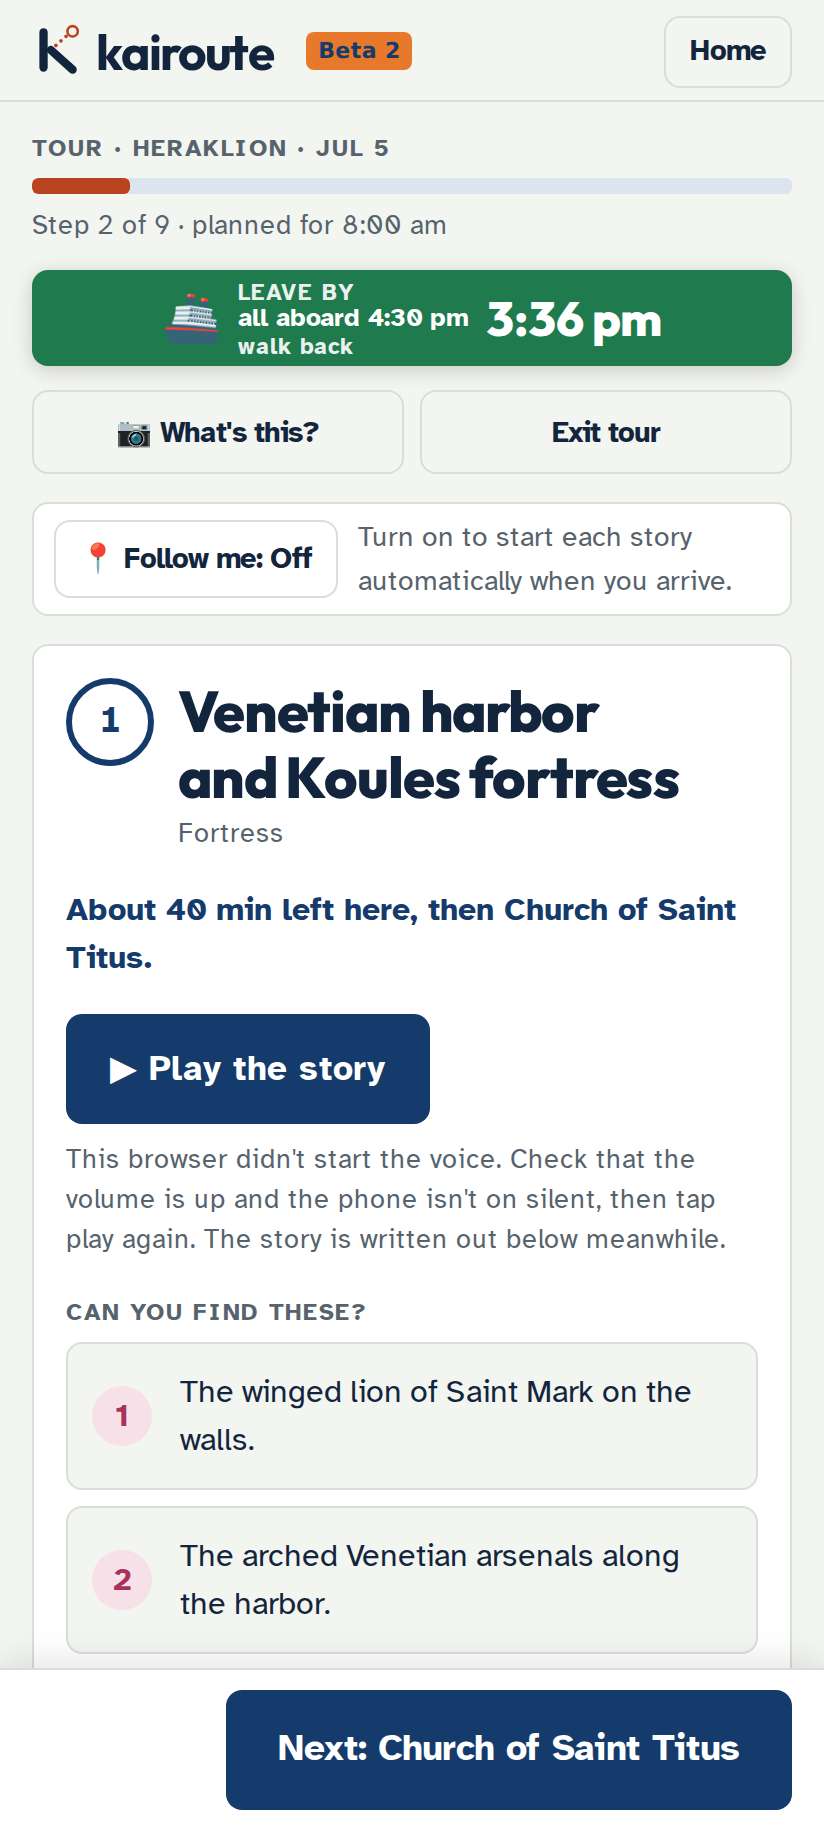 kairoute
Beta 2
Home
TOUR · HERAKLION · JUL 5
Step 2 of 9 · planned for 8:00 am
LEAVE BY
all aboard 4:30 pm
walk back
3:36 pm
What's this?
Exit tour
Follow me: Off
Turn on to start each story
automatically when you arrive.
1
Venetian harbor
and Koules fortress
Fortress
About 40 min left here, then Church of Saint
Titus.
▶ Play the story
This browser didn't start the voice. Check that the
volume is up and the phone isn't on silent, then tap
play again. The story is written out below meanwhile.
CAN YOU FIND THESE?
1
The winged lion of Saint Mark on the
walls.
2
The arched Venetian arsenals along
the harbor.
Next: Church of Saint Titus